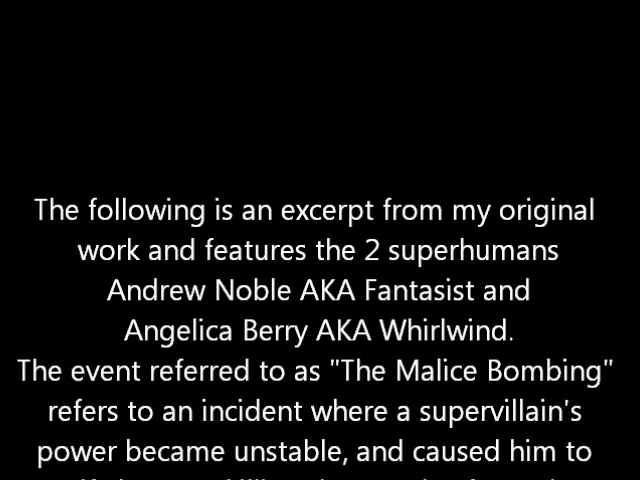 The following is an excerpt from my original
work and features the 2 superhumans
Andrew Noble AKA Fantasist and
Angelica Berry AKA Whirlwind.
The event referred to as "The Malice Bombing"
refers to an incident where a supervillain's
power became unstable, and caused him to